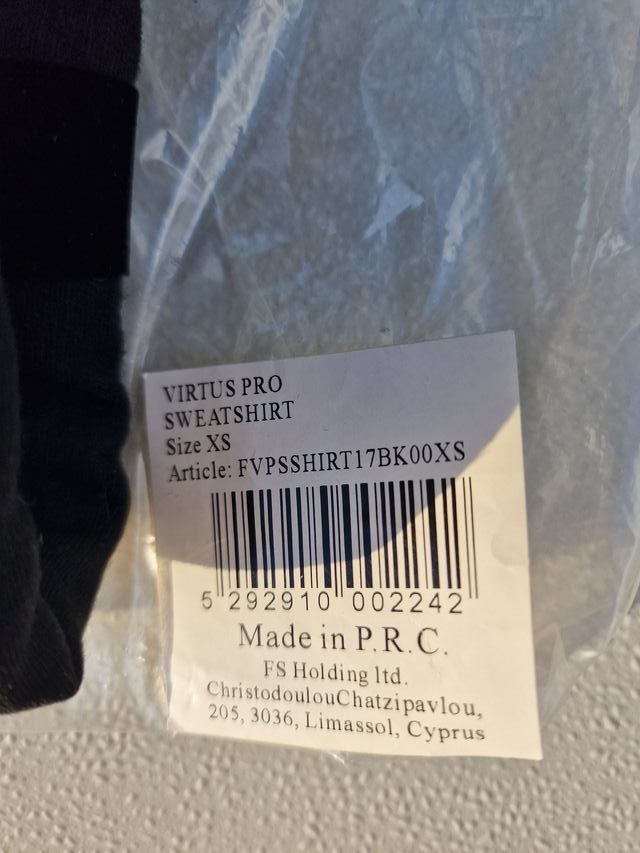 VIRTUS PRO
SWEATSHIRT
Size XS
Article: FVPSSHIRT17BK00XS
5 292910 002242
Made in P.R.C.
FS Holding ltd.
ChristodoulouChatzipavlou,
205, 3036, Limassol, Cyprus